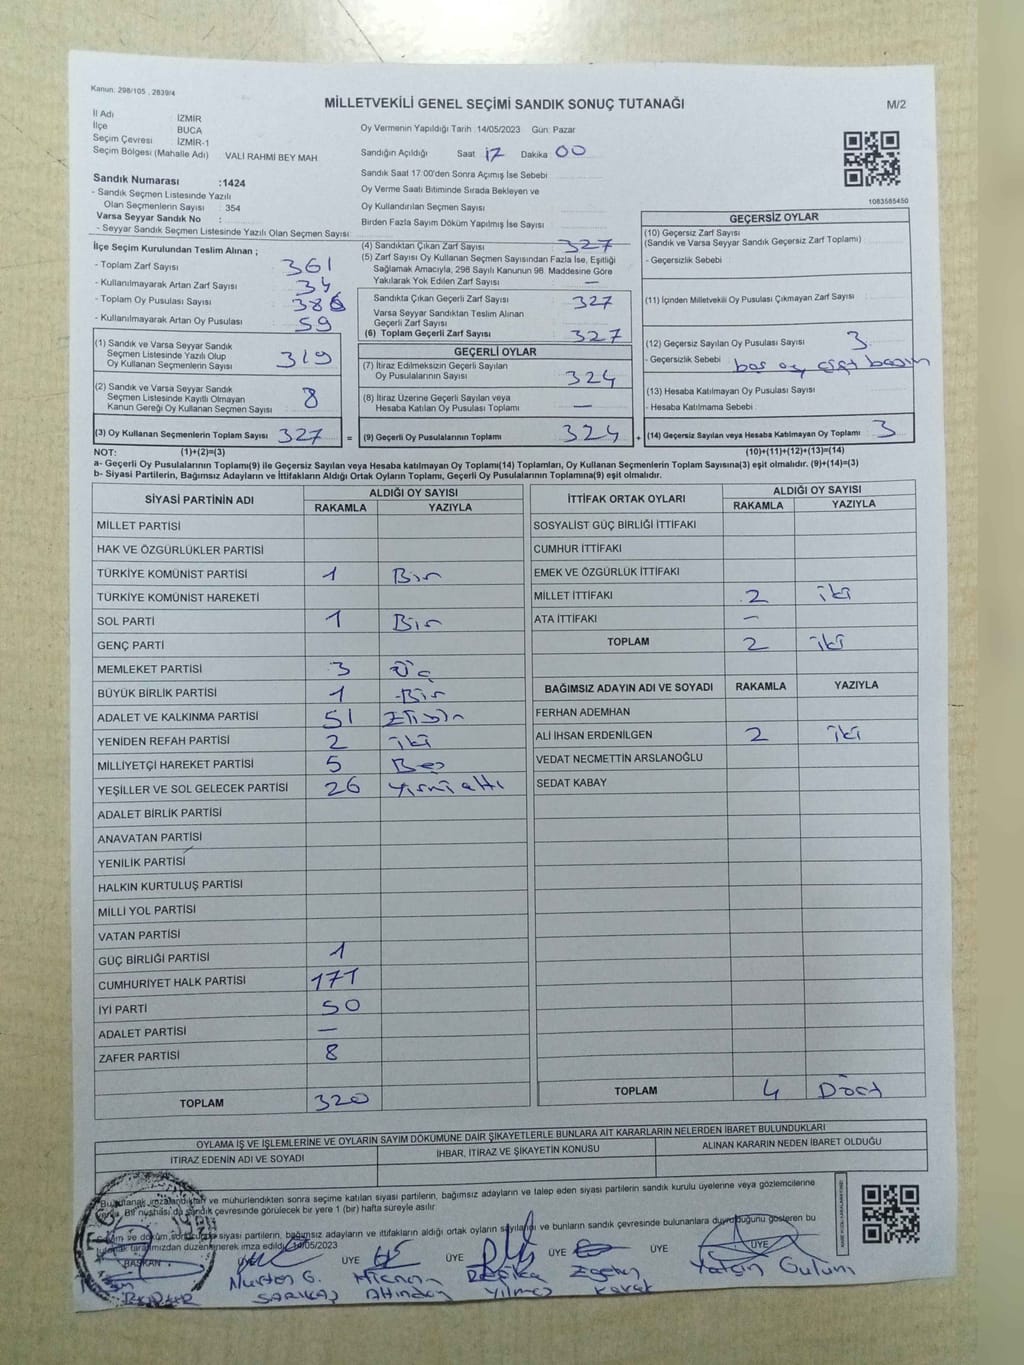 Kanun: 298/105 , 2839/4
MİLLETVEKİLİ GENEL SEÇİMİ SANDIK SONUÇ TUTANAĞI
M/2
İl Adı : İZMİR
İlçe BUCA
Seçim Çevresi : İZMİR-1
Seçim Bölgesi (Mahalle Adı) VALİ RAHMİ BEY MAH
Oy Vermenin Yapıldığı Tarih :14/05/2023 Gün: Pazar
Sandığın Açıldığı Saat 17 Dakika 00
Sandık Saat 17:00'den Sonra Açımış İse Sebebi
Oy Verme Saati Bitiminde Sırada Bekleyen ve
Oy Kullandırılan Seçmen Sayısı
Birden Fazla Sayım Döküm Yapılmış İse Sayısı
1083585450
Sandık Numarası :1424
- Sandık Seçmen Listesinde Yazılı
Olan Seçmenlerin Sayısı : 354
Varsa Seyyar Sandık No :
- Seyyar Sandık Seçmen Listesinde Yazılı Olan Seçmen Sayısı:
İlçe Seçim Kurulundan Teslim Alınan ;
- Toplam Zarf Sayısı 361
- Kullanılmayarak Artan Zarf Sayısı 34
- Toplam Oy Pusulası Sayısı 386
- Kullanılmayarak Artan Oy Pusulası 59
(1) Sandık ve Varsa Seyyar Sandık
Seçmen Listesinde Yazılı Olup
Oy Kullanan Seçmenlerin Sayısı 319
(2) Sandık ve Varsa Seyyar Sandık
Seçmen Listesinde Kayıtlı Olmayan
Kanun Gereği Oy Kullanan Seçmen Sayısı 8
(3) Oy Kullanan Seçmenlerin Toplam Sayısı 327 =
(4) Sandıktan Çıkan Zarf Sayısı 327
(5) Zarf Sayısı Oy Kullanan Seçmen Sayısından Fazla İse, Eşitliği
Sağlamak Amacıyla, 298 Sayılı Kanunun 98. Maddesine Göre
Yakılarak Yok Edilen Zarf Sayısı —
Sandıkta Çıkan Geçerli Zarf Sayısı 327
Varsa Seyyar Sandıktan Teslim Alınan
Geçerli Zarf Sayısı
(6) Toplam Geçerli Zarf Sayısı 327
GEÇERLİ OYLAR
(7) İtiraz Edilmeksizin Geçerli Sayılan
Oy Pusulalarının Sayısı 324
(8) İtiraz Üzerine Geçerli Sayılan veya
Hesaba Katılan Oy Pusulası Toplamı —
(9) Geçerli Oy Pusulalarının Toplamı 324 +
GEÇERSİZ OYLAR
(10) Geçersiz Zarf Sayısı
(Sandık ve Varsa Seyyar Sandık Geçersiz Zarf Toplamı)
- Geçersizlik Sebebi
(11) İçinden Milletvekili Oy Pusulası Çıkmayan Zarf Sayısı
(12) Geçersiz Sayılan Oy Pusulası Sayısı 3
- Geçersizlik Sebebi boş oy çift basım
(13) Hesaba Katılmayan Oy Pusulası Sayısı
- Hesaba Katılmama Sebebi
(14) Geçersiz Sayılan veya Hesaba Katılmayan Oy Toplamı 3
NOT: (1)+(2)=(3) (10)+(11)+(12)+(13)=(14)
a- Geçerli Oy Pusulalarının Toplamı(9) ile Geçersiz Sayılan veya Hesaba Katılmayan Oy Toplamı(14) Toplamları, Oy Kullanan Seçmenlerin Toplam Sayısına(3) eşit olmalıdır. (9)+(14)=(3)
b- Siyasi Partilerin, Bağımsız Adayların ve İttifakların Aldığı Ortak Oyların Toplamı, Geçerli Oy Pusulalarının Toplamına(9) eşit olmalıdır.
SİYASİ PARTİNİN ADI ALDIĞI OY SAYISI
RAKAMLA YAZIYLA
MİLLET PARTİSİ
HAK VE ÖZGÜRLÜKLER PARTİSİ
TÜRKİYE KOMÜNİST PARTİSİ 1 Bir
TÜRKİYE KOMÜNİST HAREKETİ
SOL PARTİ 1 Bir
GENÇ PARTİ
MEMLEKET PARTİSİ 3 Üç
BÜYÜK BİRLİK PARTİSİ 1 Bir
ADALET VE KALKINMA PARTİSİ 51
YENİDEN REFAH PARTİSİ 2 iki
MİLLİYETÇİ HAREKET PARTİSİ 5 Beş
YEŞİLLER VE SOL GELECEK PARTİSİ 26 Yirmi altı
ADALET BİRLİK PARTİSİ
ANAVATAN PARTİSİ
YENİLİK PARTİSİ
HALKIN KURTULUŞ PARTİSİ
MİLLİ YOL PARTİSİ
VATAN PARTİSİ
GÜÇ BİRLİĞİ PARTİSİ 1
CUMHURİYET HALK PARTİSİ 171
İYİ PARTİ 50
ADALET PARTİSİ —
ZAFER PARTİSİ 8
TOPLAM 320
İTTİFAK ORTAK OYLARI ALDIĞI OY SAYISI
RAKAMLA YAZIYLA
SOSYALİST GÜÇ BİRLİĞİ İTTİFAKI
CUMHUR İTTİFAKI
EMEK VE ÖZGÜRLÜK İTTİFAKI
MİLLET İTTİFAKI 2 iki
ATA İTTİFAKI —
TOPLAM 2 iki
BAĞIMSIZ ADAYIN ADI VE SOYADI RAKAMLA YAZIYLA
FERHAN ADEMHAN
ALİ İHSAN ERDENİLGEN 2 iki
VEDAT NECMETTİN ARSLANOĞLU
SEDAT KABAY
TOPLAM 4 Dört
OYLAMA İŞ VE İŞLEMLERİNE VE OYLARIN SAYIM DÖKÜMÜNE DAİR ŞİKAYETLERLE BUNLARA AİT KARARLARIN NELERDEN İBARET BULUNDUKLARI
İTİRAZ EDENİN ADI VE SOYADI İHBAR, İTİRAZ VE ŞİKAYETİN KONUSU ALINAN KARARIN NEDEN İBARET OLDUĞU
Bu tutanak imzalandıktan ve mühürlendikten sonra seçime katılan siyasi partilerin, bağımsız adayların ve talep eden siyasi partilerin sandık kurulu üyelerine veya gözlemcilerine
verilir. Bir nüshası da sandık çevresinde görülecek bir yere 1 (bir) hafta süreyle asılır
siyasi partilerin, bağımsız adayların ve ittifakların aldığı ortak oyların sayılandığı ve bunların sandık çevresinde bulunanlara duyurduğunu gösteren bu
tutanak tarafımızdan düzenlenerek imza edildi. 14/05/2023
BAŞKAN ÜYE ÜYE ÜYE ÜYE ÜYE ÜYE
Nurten G. Refika Yalçın Gülüm
SARIKAŞ Altındağ Yılmaz